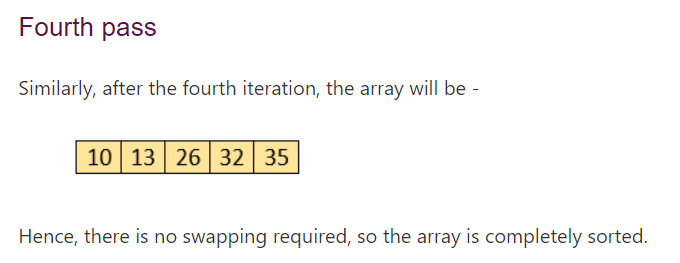 Fourth pass
Similarly, after the fourth iteration, the array will be -
10 13 26 32 35
Hence, there is no swapping required, so the array is completely sorted.